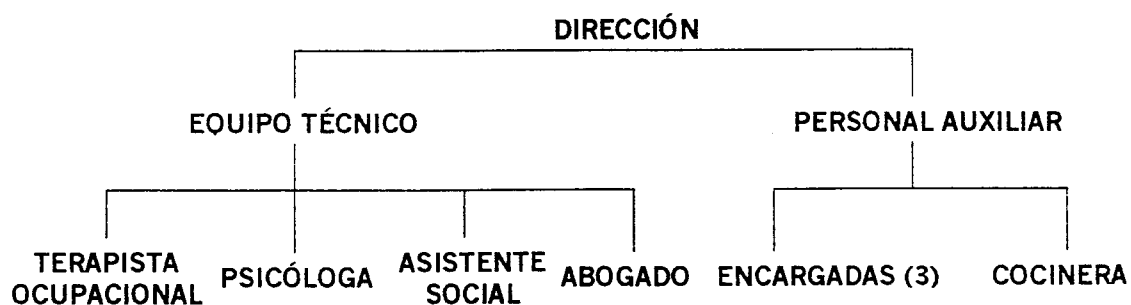 DIRECCIÓN
EQUIPO TÉCNICO
PERSONAL AUXILIAR
TERAPISTA
OCUPACIONAL
PSICÓLOGA
ASISTENTE
SOCIAL
ABOGADO
ENCARGADAS (3)
COCINERA